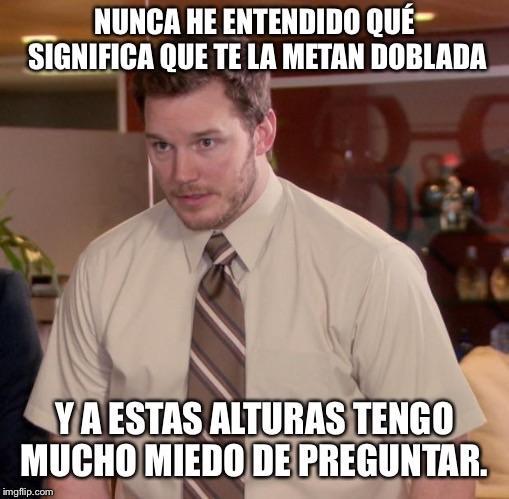 NUNCA HE ENTENDIDO QUÉ
SIGNIFICA QUE TE LA METAN DOBLADA
Y A ESTAS ALTURAS TENGO
MUCHO MIEDO DE PREGUNTAR.
imgflip.com